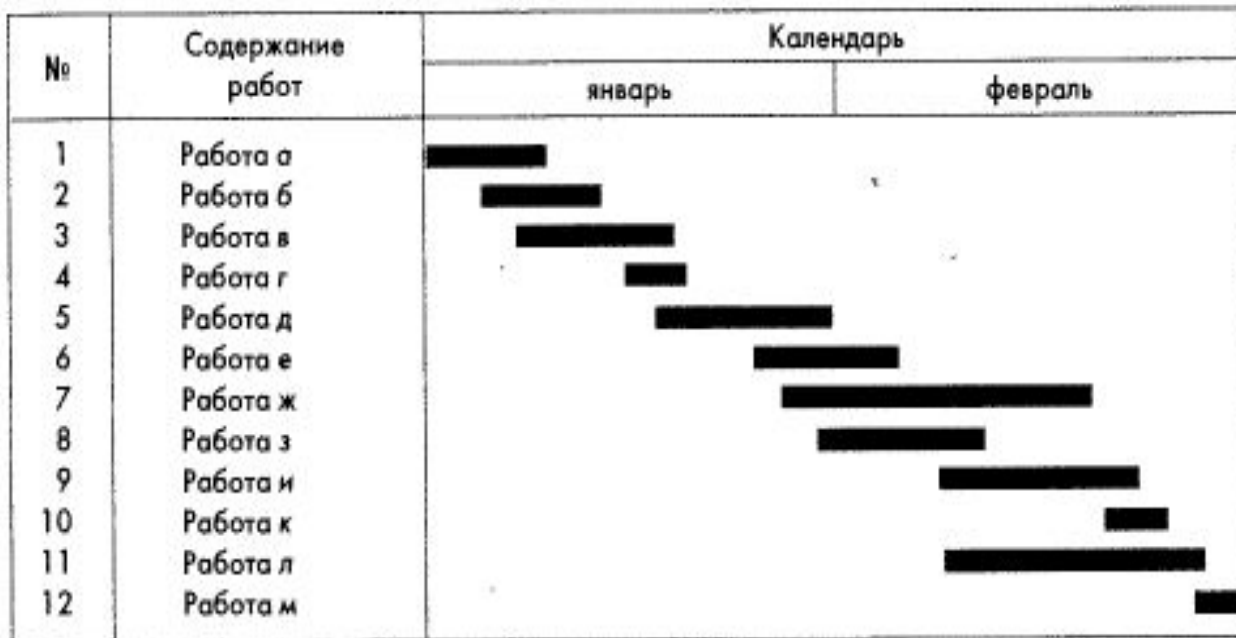 №
Содержание
работ
Календарь
январь
февраль
1 Работа а
2 Работа б
3 Работа в
4 Работа г
5 Работа д
6 Работа е
7 Работа ж
8 Работа з
9 Работа и
10 Работа к
11 Работа л
12 Работа м